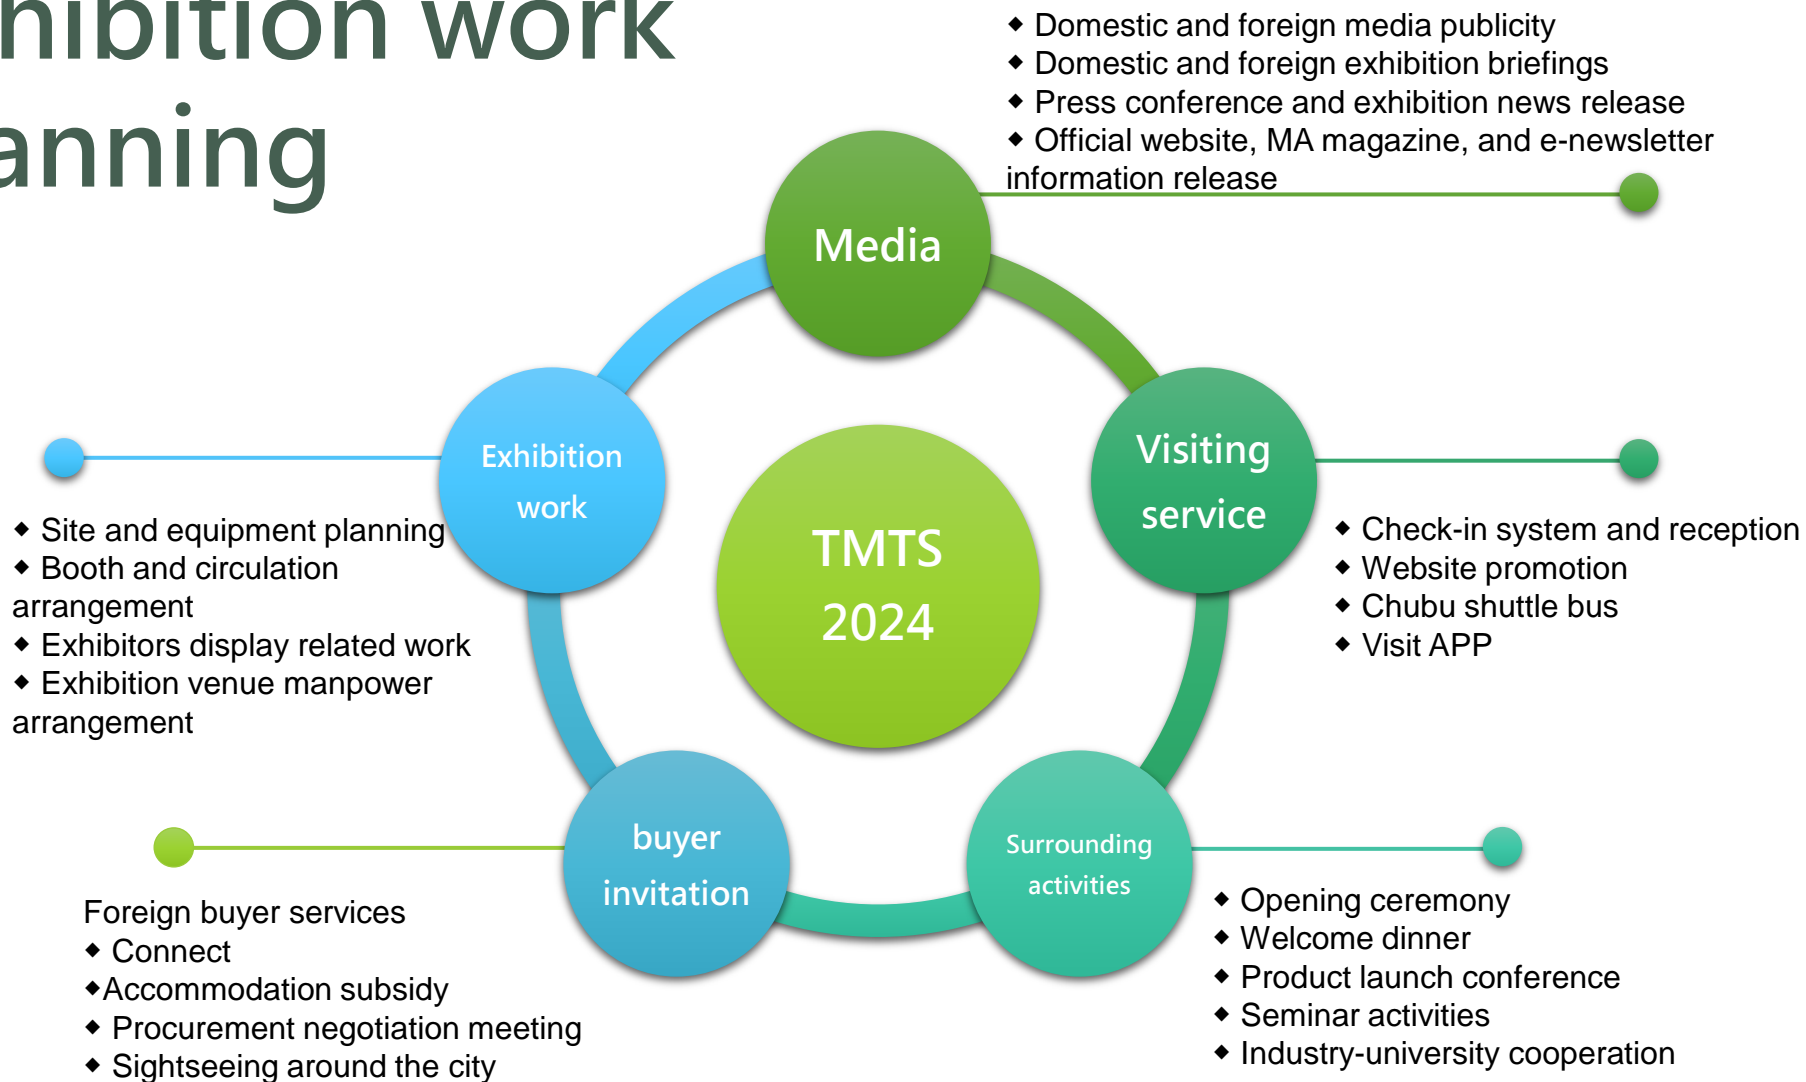 hibition work
anning
◆ Domestic and foreign media publicity
◆ Domestic and foreign exhibition briefings
◆ Press conference and exhibition news release
◆ Official website, MA magazine, and e-newsletter
information release
Media
Visiting
service
◆ Check-in system and reception
◆ Website promotion
◆ Chubu shuttle bus
◆ Visit APP
Exhibition
work
◆ Site and equipment planning
◆ Booth and circulation
arrangement
◆ Exhibitors display related work
◆ Exhibition venue manpower
arrangement
TMTS
2024
buyer
invitation
Foreign buyer services
◆ Connect
◆Accommodation subsidy
◆ Procurement negotiation meeting
◆ Sightseeing around the city
Surrounding
activities
◆ Opening ceremony
◆ Welcome dinner
◆ Product launch conference
◆ Seminar activities
◆ Industry-university cooperation